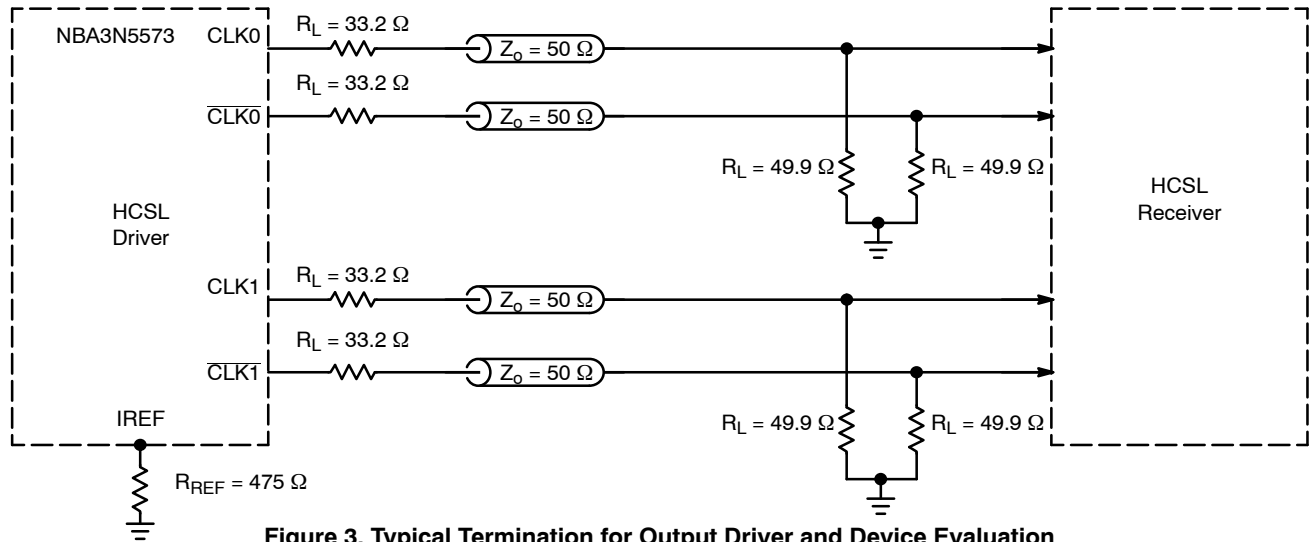 NBA3N5573
CLK0
R_L = 33.2 Ω
Z_o = 50 Ω
R_L = 33.2 Ω
C̅L̅K̅0̅
Z_o = 50 Ω
R_L = 49.9 Ω
R_L = 49.9 Ω
HCSL
Driver
HCSL
Receiver
R_L = 33.2 Ω
CLK1
Z_o = 50 Ω
R_L = 33.2 Ω
C̅L̅K̅1̅
Z_o = 50 Ω
IREF
R_L = 49.9 Ω
R_L = 49.9 Ω
R_REF = 475 Ω
Figure 3. Typical Termination for Output Driver and Device Evaluation